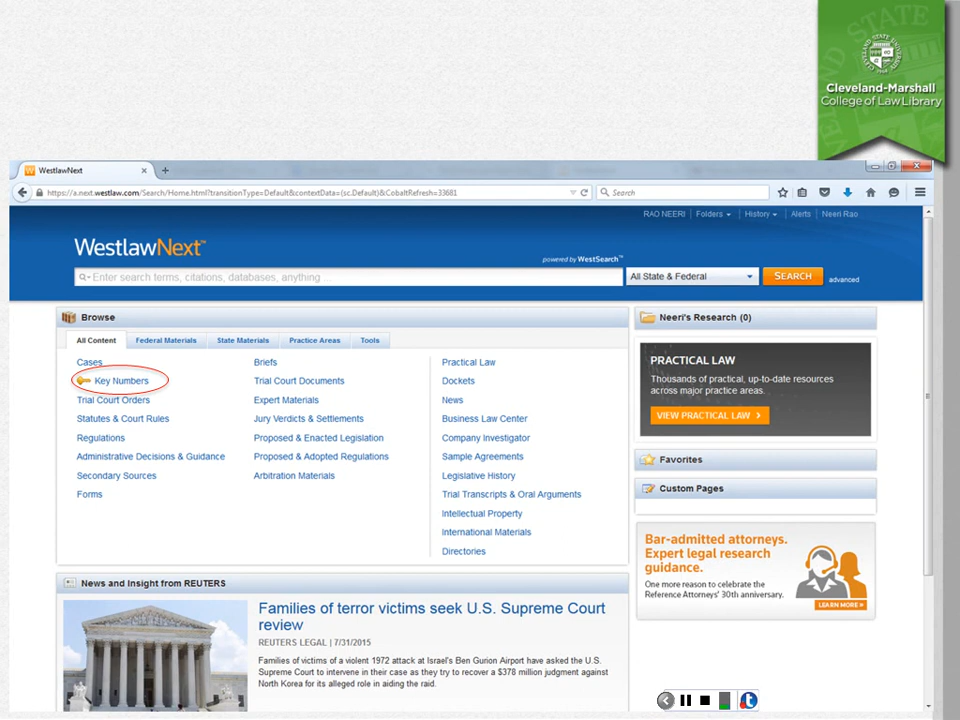 Cleveland-Marshall
College of Law Library
WestlawNext
https://a.next.westlaw.com/Search/Home.html?transitionType=Default&contextData=(sc.Default)&CobaltRefresh=33681
Search
RAO NEERI Folders History Alerts Neeri Rao
WestlawNext™
powered by WestSearch™
Enter search terms, citations, databases, anything ...
All State & Federal
SEARCH
advanced
Browse
All Content Federal Materials State Materials Practice Areas Tools
Cases Briefs Practical Law
Key Numbers Trial Court Documents Dockets
Trial Court Orders Expert Materials News
Statutes & Court Rules Jury Verdicts & Settlements Business Law Center
Regulations Proposed & Enacted Legislation Company Investigator
Administrative Decisions & Guidance Proposed & Adopted Regulations Sample Agreements
Secondary Sources Arbitration Materials Legislative History
Forms Trial Transcripts & Oral Arguments
Intellectual Property
International Materials
Directories
Neeri's Research (0)
PRACTICAL LAW
Thousands of practical, up-to-date resources
across major practice areas.
VIEW PRACTICAL LAW >
Favorites
Custom Pages
Bar-admitted attorneys.
Expert legal research
guidance.
One more reason to celebrate the
Reference Attorneys' 30th anniversary.
LEARN MORE »
News and Insight from REUTERS
Families of terror victims seek U.S. Supreme Court
review
REUTERS LEGAL | 7/31/2015
Families of victims of a violent 1972 attack at Israel's Ben Gurion Airport have asked the U.S.
Supreme Court to intervene in their case as they try to recover a $378 million judgment against
North Korea for its alleged role in aiding the raid.